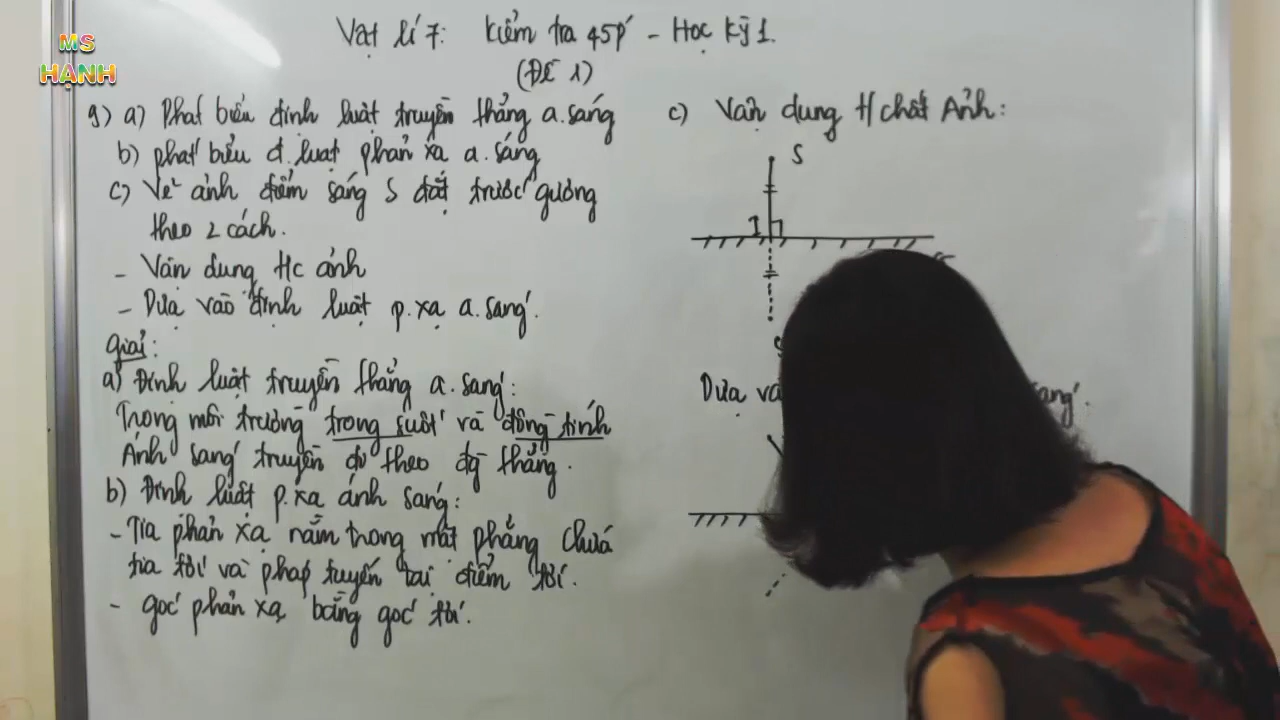 MS
HẠNH
Vật lí 7: Kiểm tra 45p' - Học Kỳ 1.
(ĐỀ 1)
9) a) Phát biểu định luật truyền thẳng a.sáng
b) phát biểu đ.luật phản xạ a.sáng
c) Vẽ ảnh điểm sáng S đặt trước gương
theo 2 cách.
- Vận dụng tc ảnh
- Dựa vào định luật p.xạ a.sáng.
Giải:
a) Định luật truyền thẳng a.sáng:
Trong môi trường trong suốt và đồng tính
Ánh sáng truyền đi theo đg thẳng.
b) Định luật p.xạ ánh sáng:
- Tia phản xạ nằm trong mặt phẳng chứa
tia tới và pháp tuyến tại điểm tới.
- góc phản xạ bằng góc tới.
c) Vận dụng t/chất Ảnh:
S
I
Dựa